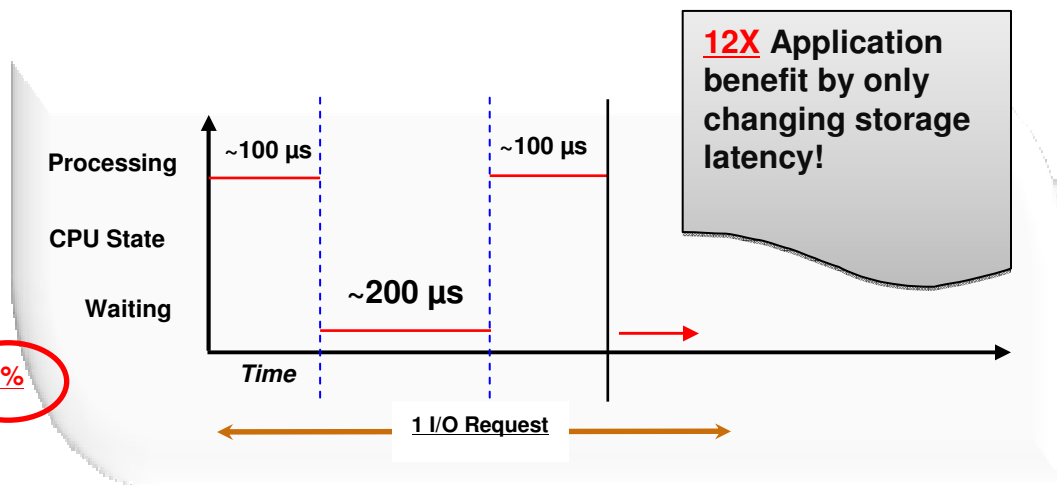 12X Application
benefit by only
changing storage
latency!
Processing
~100 µs
~100 µs
CPU State
~200 µs
Waiting
%
Time
1 I/O Request